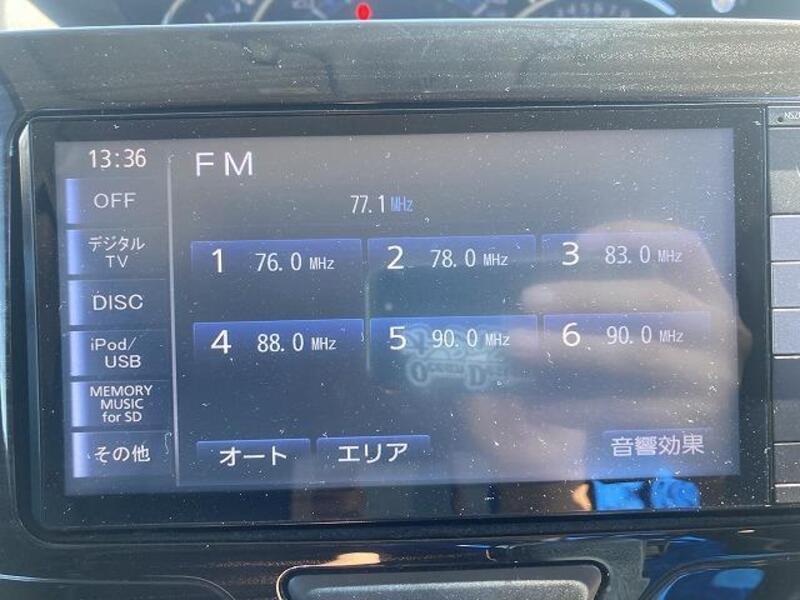 13:36
FM
OFF
77.1MHz
デジタル
TV
1 76.0 MHz
2 78.0 MHz
3 83.0 MHz
DISC
iPod/
USB
4 88.0 MHz
5 90.0 MHz
6 90.0 MHz
MEMORY
MUSIC
for SD
その他
オート
エリア
音響効果